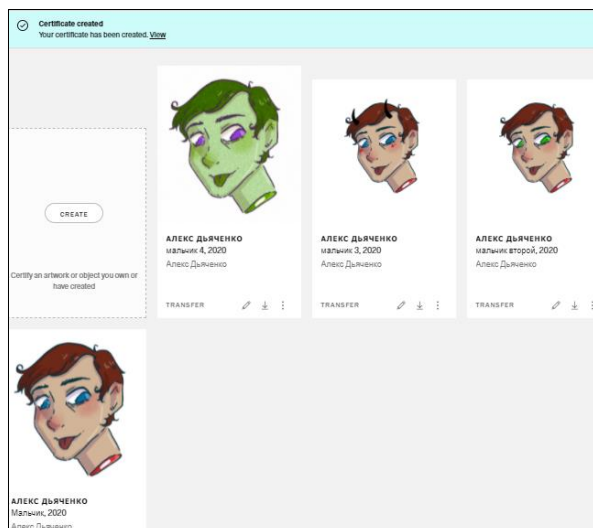 Certificate created
Your certificate has been created. View
CREATE
Certify an artwork or object you own or
have created
АЛЕКС ДЬЯЧЕНКО
мальчик 4, 2020
Алекс Дьяченко
TRANSFER
АЛЕКС ДЬЯЧЕНКО
мальчик 3, 2020
Алекс Дьяченко
TRANSFER
АЛЕКС ДЬЯЧЕНКО
мальчик второй, 2020
Алекс Дьяченко
TRANSFER
АЛЕКС ДЬЯЧЕНКО
Мальчик, 2020
Алекс Дьяченко